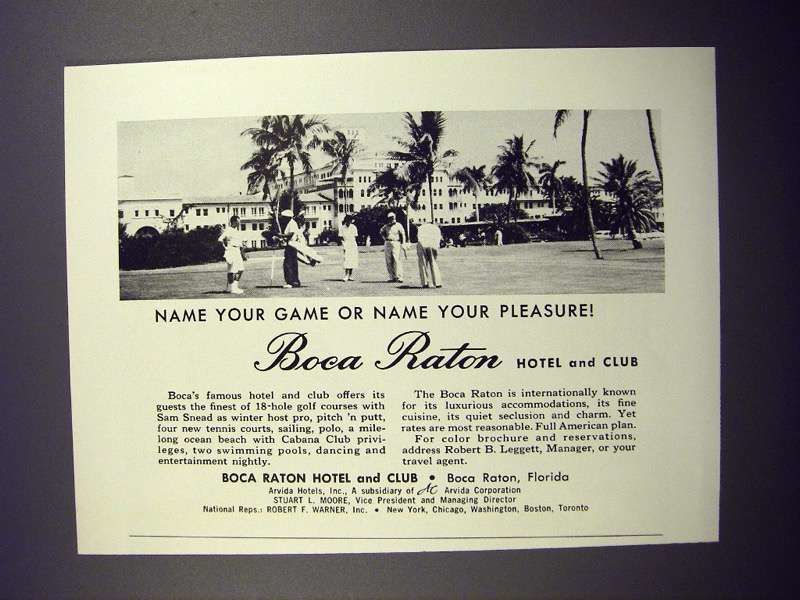 NAME YOUR GAME OR NAME YOUR PLEASURE!
Boca Raton HOTEL and CLUB
Boca's famous hotel and club offers its
guests the finest of 18-hole golf courses with
Sam Snead as winter host pro, pitch 'n putt,
four new tennis courts, sailing, polo, a mile-
long ocean beach with Cabana Club privi-
leges, two swimming pools, dancing and
entertainment nightly.
The Boca Raton is internationally known
for its luxurious accommodations, its fine
cuisine, its quiet seclusion and charm. Yet
rates are most reasonable. Full American plan.
For color brochure and reservations,
address Robert B. Leggett, Manager, or your
travel agent.
BOCA RATON HOTEL and CLUB • Boca Raton, Florida
Arvida Hotels, Inc., A subsidiary of Arvida Corporation
STUART L. MOORE, Vice President and Managing Director
National Reps.: ROBERT F. WARNER, Inc. • New York, Chicago, Washington, Boston, Toronto